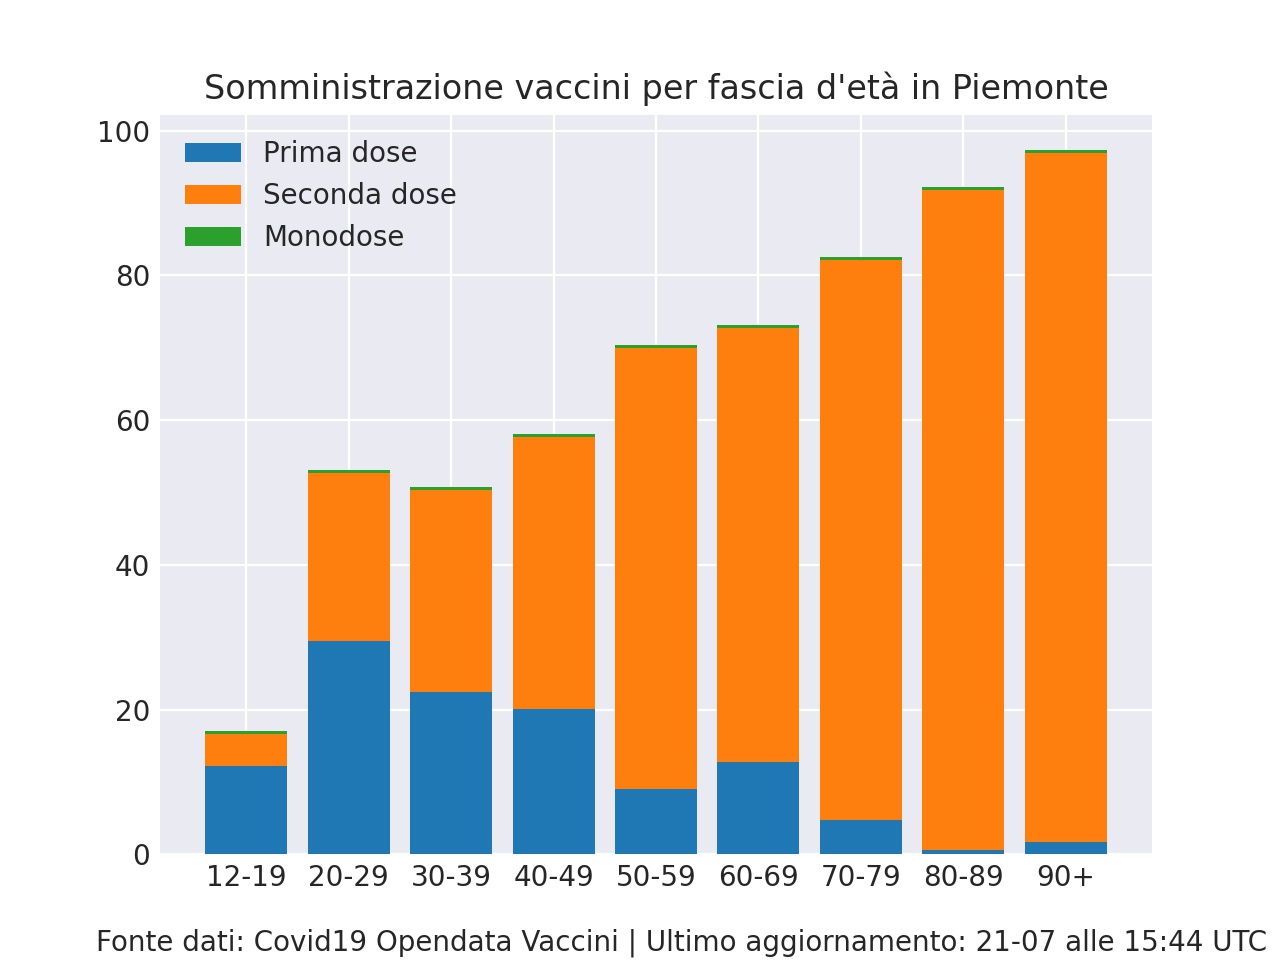 Somministrazione vaccini per fascia d'età in Piemonte
100
80
60
40
20
0
Prima dose
Seconda dose
Monodose
12-19 20-29 30-39 40-49 50-59 60-69 70-79 80-89 90+
Fonte dati: Covid19 Opendata Vaccini | Ultimo aggiornamento: 21-07 alle 15:44 UTC